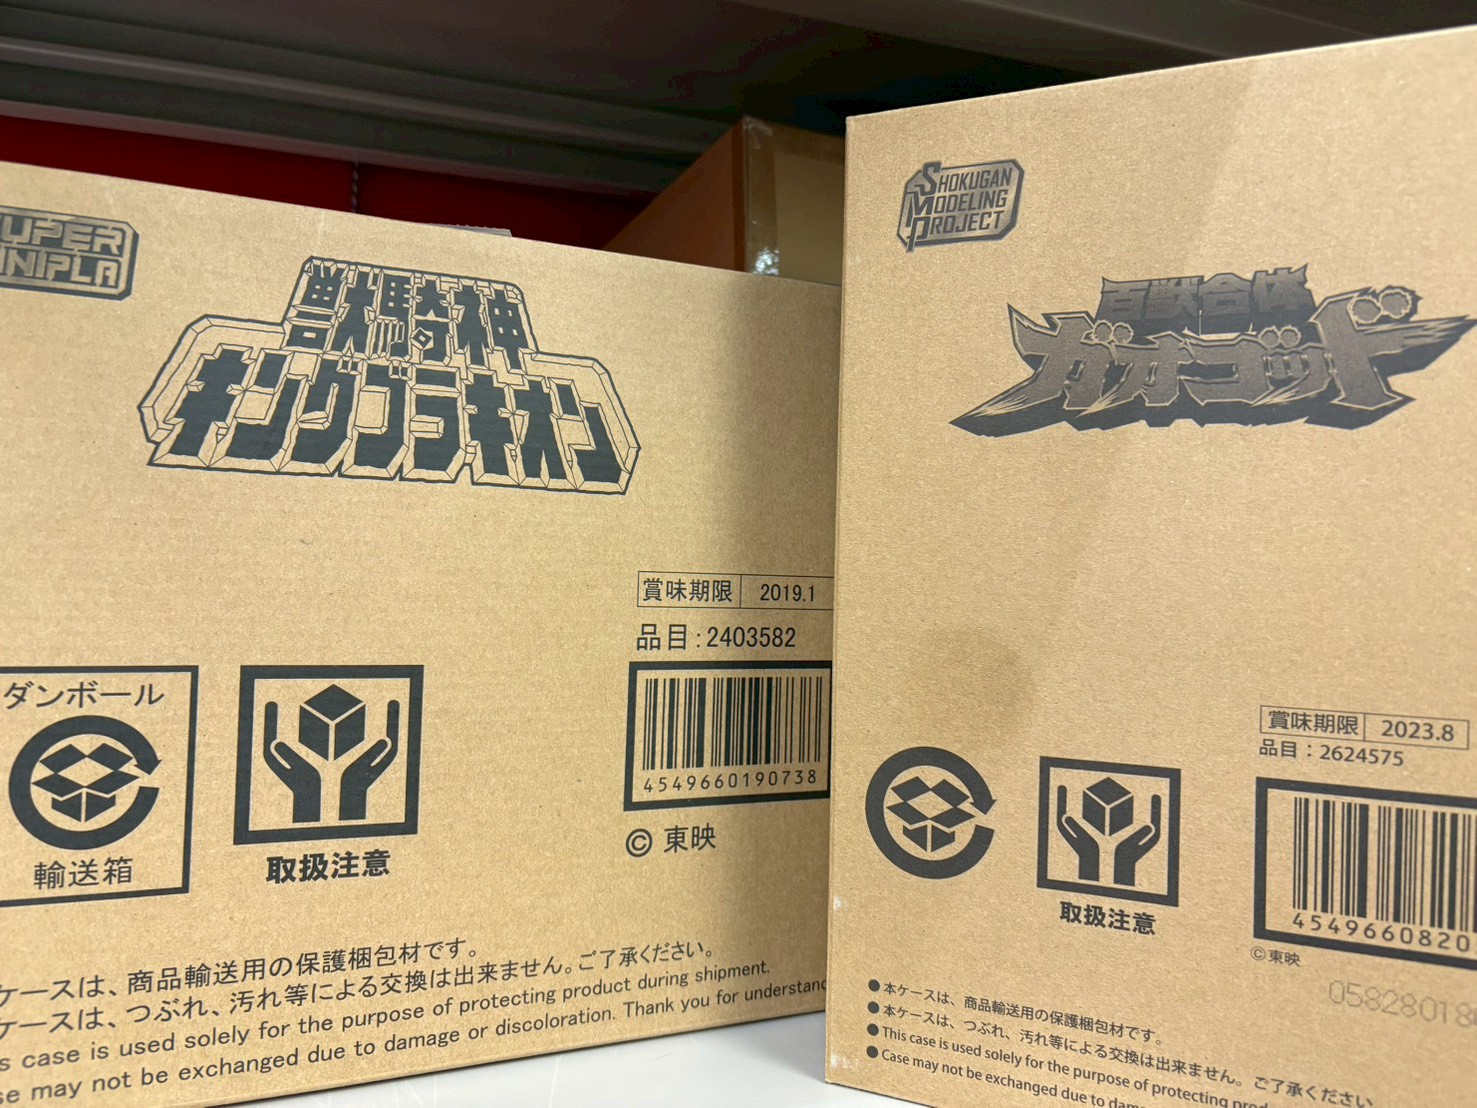 SUPER
MINIPLA
獣騎神
キングブラキオン
賞味期限 2019.1
品目:2403582
4549660190738
© 東映
ダンボール
輸送箱
取扱注意
ケースは、商品輸送用の保護梱包材です。
ケースは、つぶれ、汚れ等による交換は出来ません。ご了承ください。
case is used solely for the purpose of protecting product during shipment.
may not be exchanged due to damage or discoloration. Thank you for
SHOKUGAN
MODELING
PROJECT
百獣合体
ガオゴッド
賞味期限 2023.8
品目:2624575
4549660820
©東映
取扱注意
05828018
●本ケースは、商品輸送用の保護梱包材です。
●本ケースは、つぶれ、汚れ等による交換は出来ません。ご了承ください
●This case is used solely for the purpose of protecting
●Case may not be exchanged due to